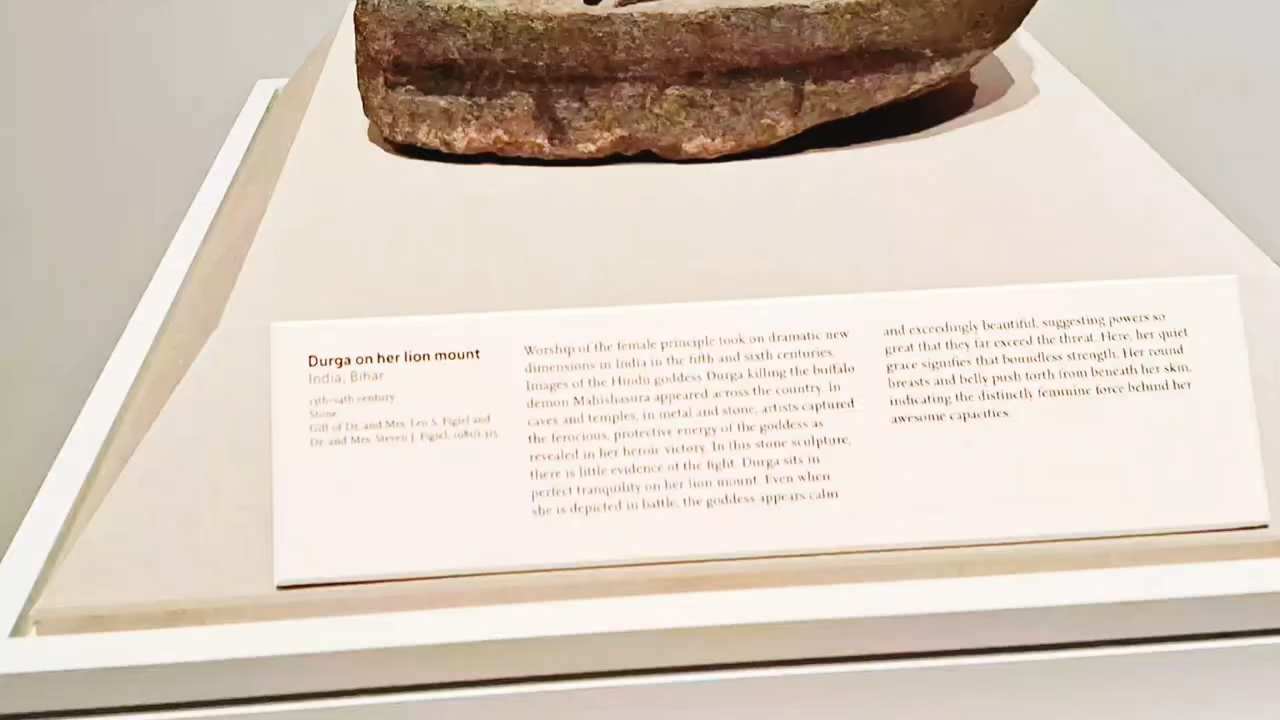 Durga on her lion mount
India, Bihar
13th–14th century
Stone
Gift of Dr. and Mrs. Leo S. Figiel and
Dr. and Mrs. Steven J. Figiel,
Worship of the female principle took on dramatic new
dimensions in India in the fifth and sixth centuries.
Images of the Hindu goddess Durga killing the buffalo
demon Mahishasura appeared across the country. In
caves and temples, in metal and stone, artists captured
the ferocious, protective energy of the goddess as
revealed in her heroic victory. In this stone sculpture,
there is little evidence of the fight. Durga sits in
perfect tranquility on her lion mount. Even when
she is depicted in battle, the goddess appears calm
and exceedingly beautiful, suggesting powers so
great that they far exceed the threat. Here, her quiet
grace signifies that boundless strength. Her round
breasts and belly push forth from beneath her skin,
indicating the distinctly feminine force behind her
awesome capacities.